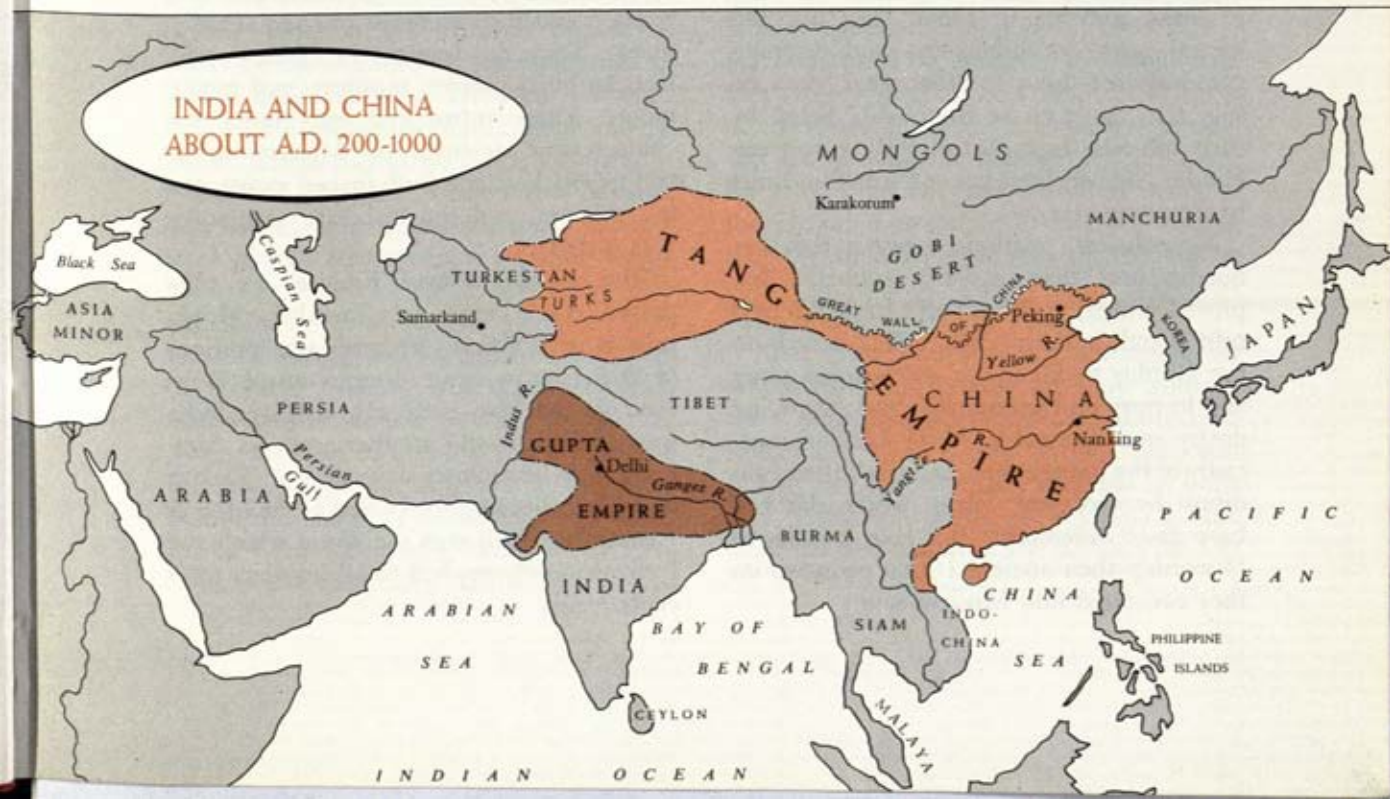 INDIA AND CHINA
ABOUT A.D. 200-1000
MONGOLS
Karakorum
MANCHURIA
GOBI
DESERT
Black Sea
Caspian Sea
ASIA
MINOR
TURKESTAN
TURKS
Samarkand
TANG
EMPIRE
GREAT WALL OF CHINA
Peking
Yellow R.
KOREA
JAPAN
CHINA
Nanking
Yangtze R.
PERSIA
TIBET
Indus R.
GUPTA
EMPIRE
Delhi
Ganges R.
Persian
Gulf
ARABIA
BURMA
INDIA
PACIFIC
OCEAN
ARABIAN
SEA
BAY OF
BENGAL
SIAM
INDO-
CHINA
CHINA
SEA
PHILIPPINE
ISLANDS
CEYLON
MALAYA
INDIAN OCEAN